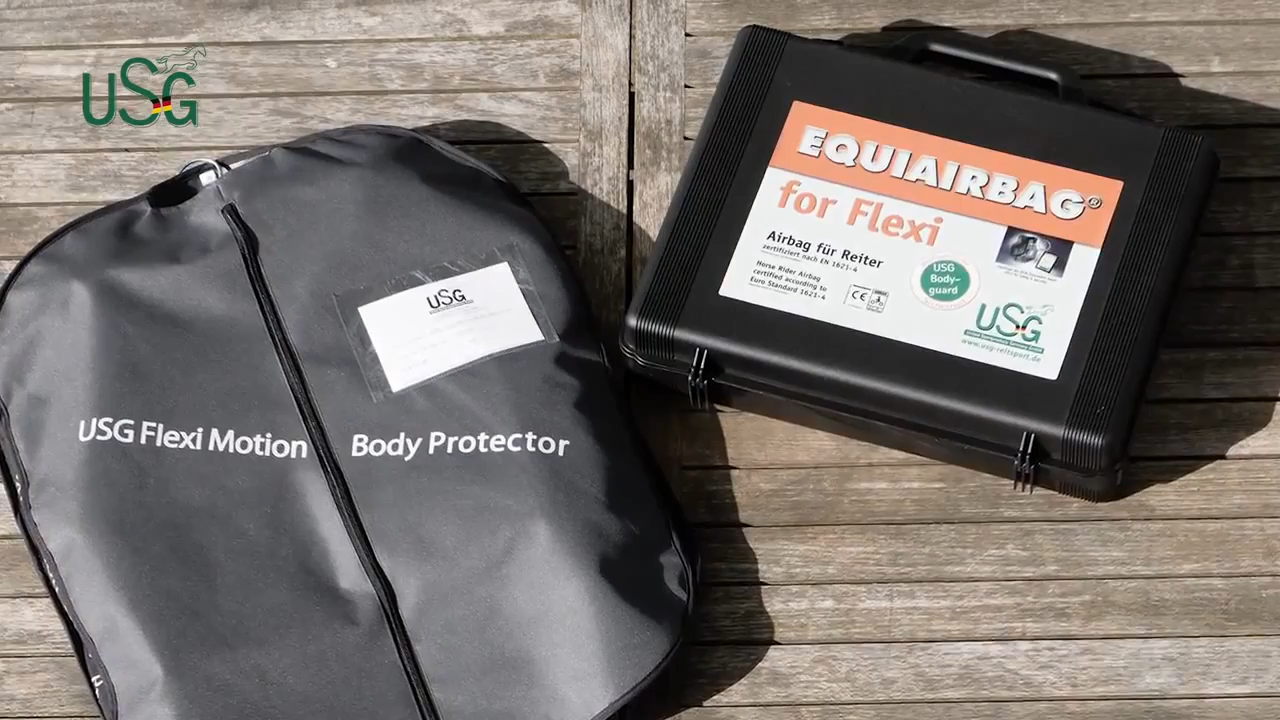 USG
USG
USG Flexi Motion Body Protector
EQUIAIRBAG®
for Flexi
Airbag für Reiter
zertifiziert nach EN 1621-4
Horse Rider Airbag
certified according to
Euro Standard 1621-4
CE
USG
Body-
guard
USG
www.usg-reitsport.de